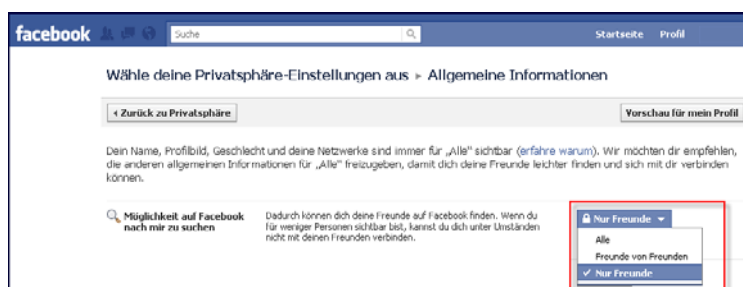 facebook
Suche
Startseite Profil
Wähle deine Privatsphäre-Einstellungen aus ▸ Allgemeine Informationen
Zurück zu Privatsphäre
Vorschau für mein Profil
Dein Name, Profilbild, Geschlecht und deine Netzwerke sind immer für „Alle" sichtbar (erfahre warum). Wir möchten dir empfehlen,
die anderen allgemeinen Informationen für „Alle" freizugeben, damit dich deine Freunde leichter finden und sich mit dir verbinden
können.
Möglichkeit auf Facebook
nach mir zu suchen
Dadurch können dich deine Freunde auf Facebook finden. Wenn du
für weniger Personen sichtbar bist, kannst du dich unter Umständen
nicht mit deinen Freunden verbinden.
Nur Freunde
Alle
Freunde von Freunden
Nur Freunde